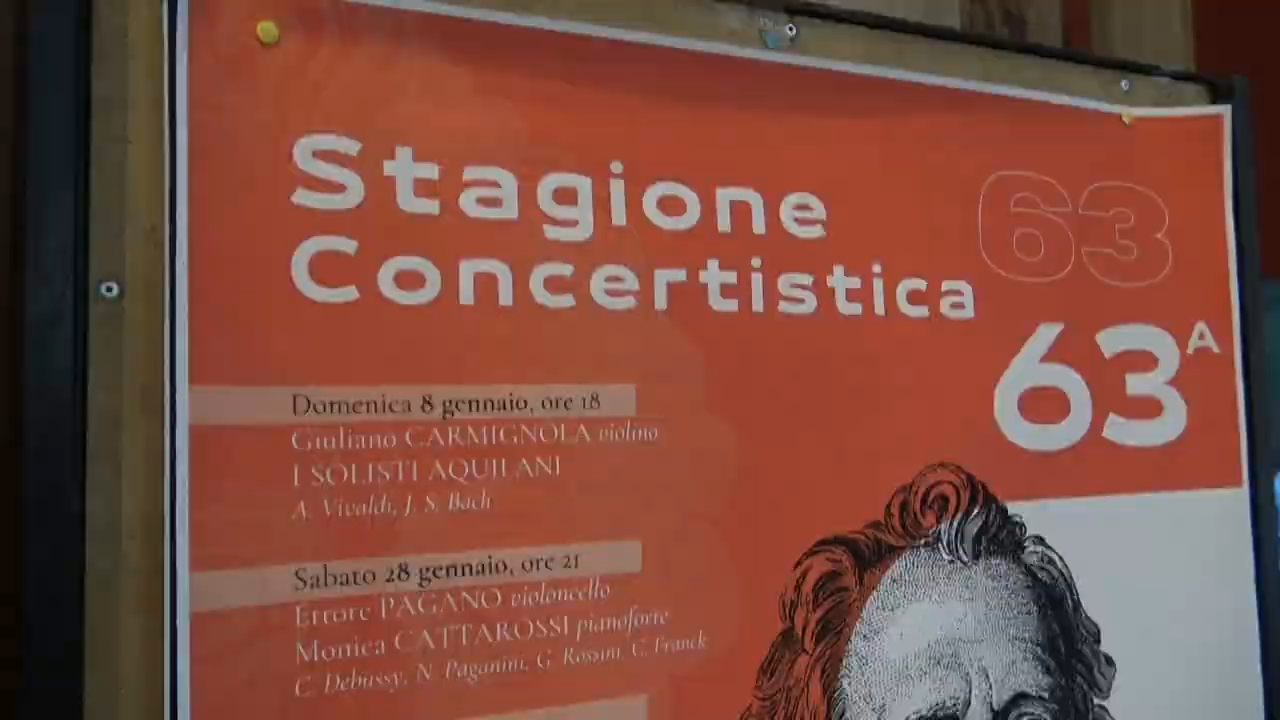 Stagione
Concertistica
63
63A
Domenica 8 gennaio, ore 18
Giuliano CARMIGNOLA violino
I SOLISTI AQUILANI
A. Vivaldi, J. S. Bach
Sabato 28 gennaio, ore 21
Ettore PAGANO violoncello
Monica CATTAROSSI pianoforte
C. Debussy, N. Paganini, G. Rossini, C. Franck